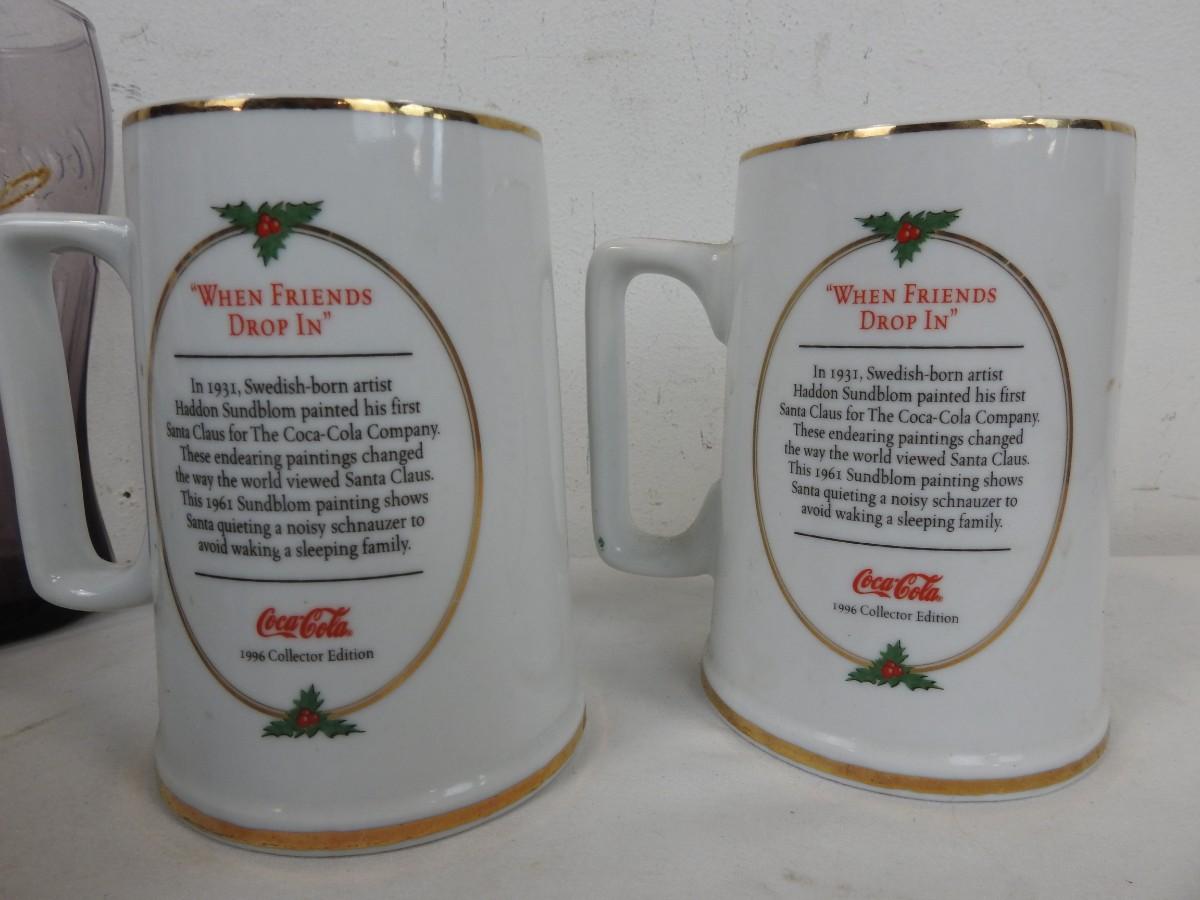 “When Friends
Drop In”
In 1931, Swedish-born artist
Haddon Sundblom painted his first
Santa Claus for The Coca-Cola Company.
These endearing paintings changed
the way the world viewed Santa Claus.
This 1961 Sundblom painting shows
Santa quieting a noisy schnauzer to
avoid waking a sleeping family.
Coca-Cola
1996 Collector Edition
“When Friends
Drop In”
In 1931, Swedish-born artist
Haddon Sundblom painted his first
Santa Claus for The Coca-Cola Company.
These endearing paintings changed
the way the world viewed Santa Claus.
This 1961 Sundblom painting shows
Santa quieting a noisy schnauzer to
avoid waking a sleeping family.
Coca-Cola
1996 Collector Edition